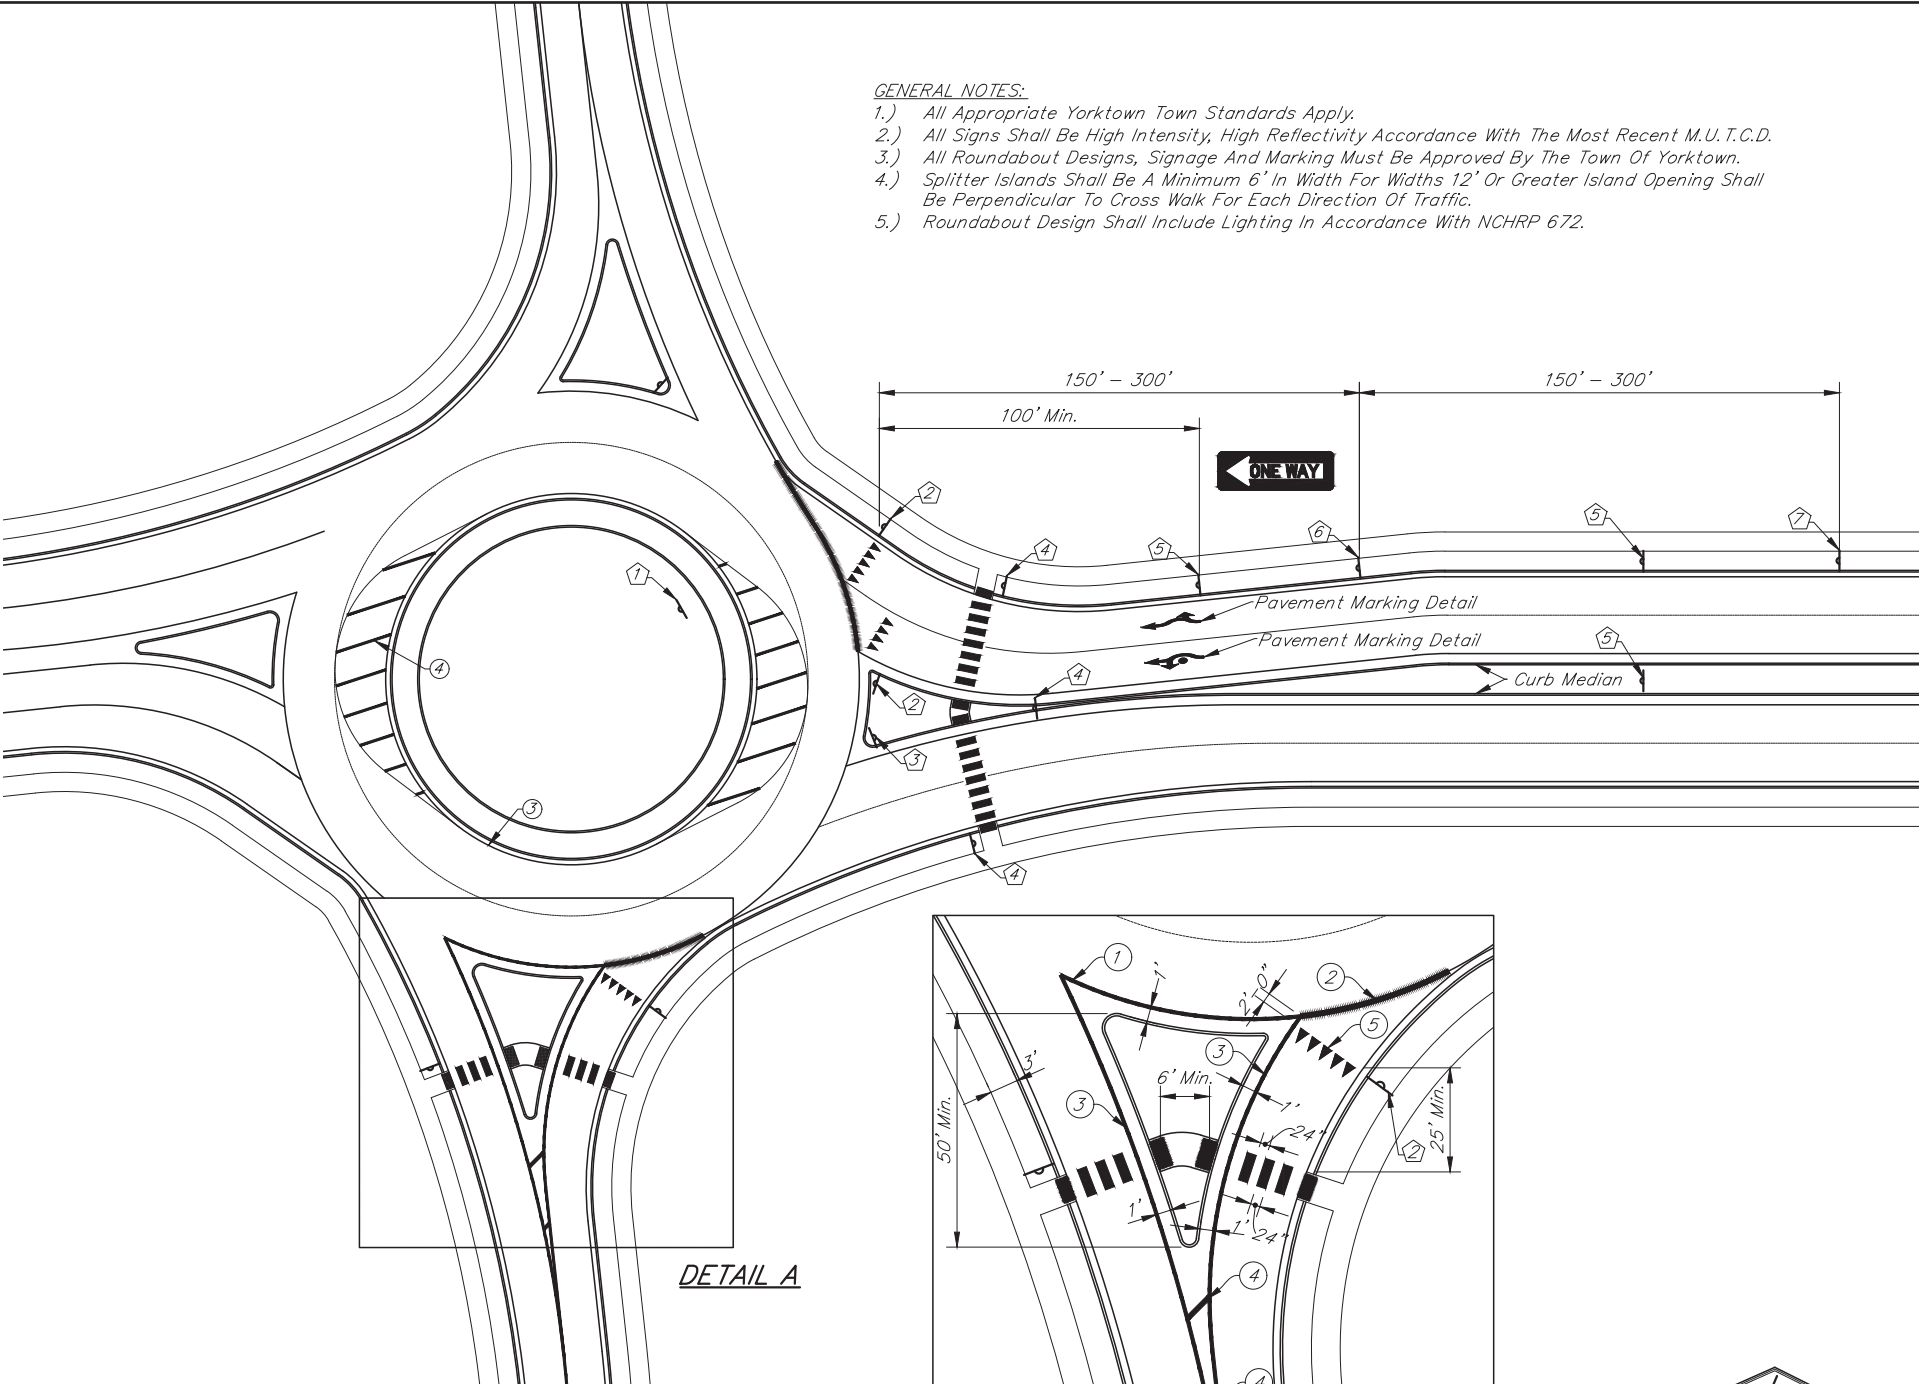 GENERAL NOTES:
1.) All Appropriate Yorktown Town Standards Apply.
2.) All Signs Shall Be High Intensity, High Reflectivity Accordance With The Most Recent M.U.T.C.D.
3.) All Roundabout Designs, Signage And Marking Must Be Approved By The Town Of Yorktown.
4.) Splitter Islands Shall Be A Minimum 6' In Width For Widths 12' Or Greater Island Opening Shall
Be Perpendicular To Cross Walk For Each Direction Of Traffic.
5.) Roundabout Design Shall Include Lighting In Accordance With NCHRP 672.
150' – 300'
150' – 300'
100' Min.
ONE WAY
2
4
5
6
5
7
1
Pavement Marking Detail
Pavement Marking Detail
5
4
4
Curb Median
2
3
3
4
DETAIL A
1
1'
2'-0"
2
5
3
3'
6' Min.
3
1'
50' Min.
24"
2
25' Min.
1'
1'
24"
4
4